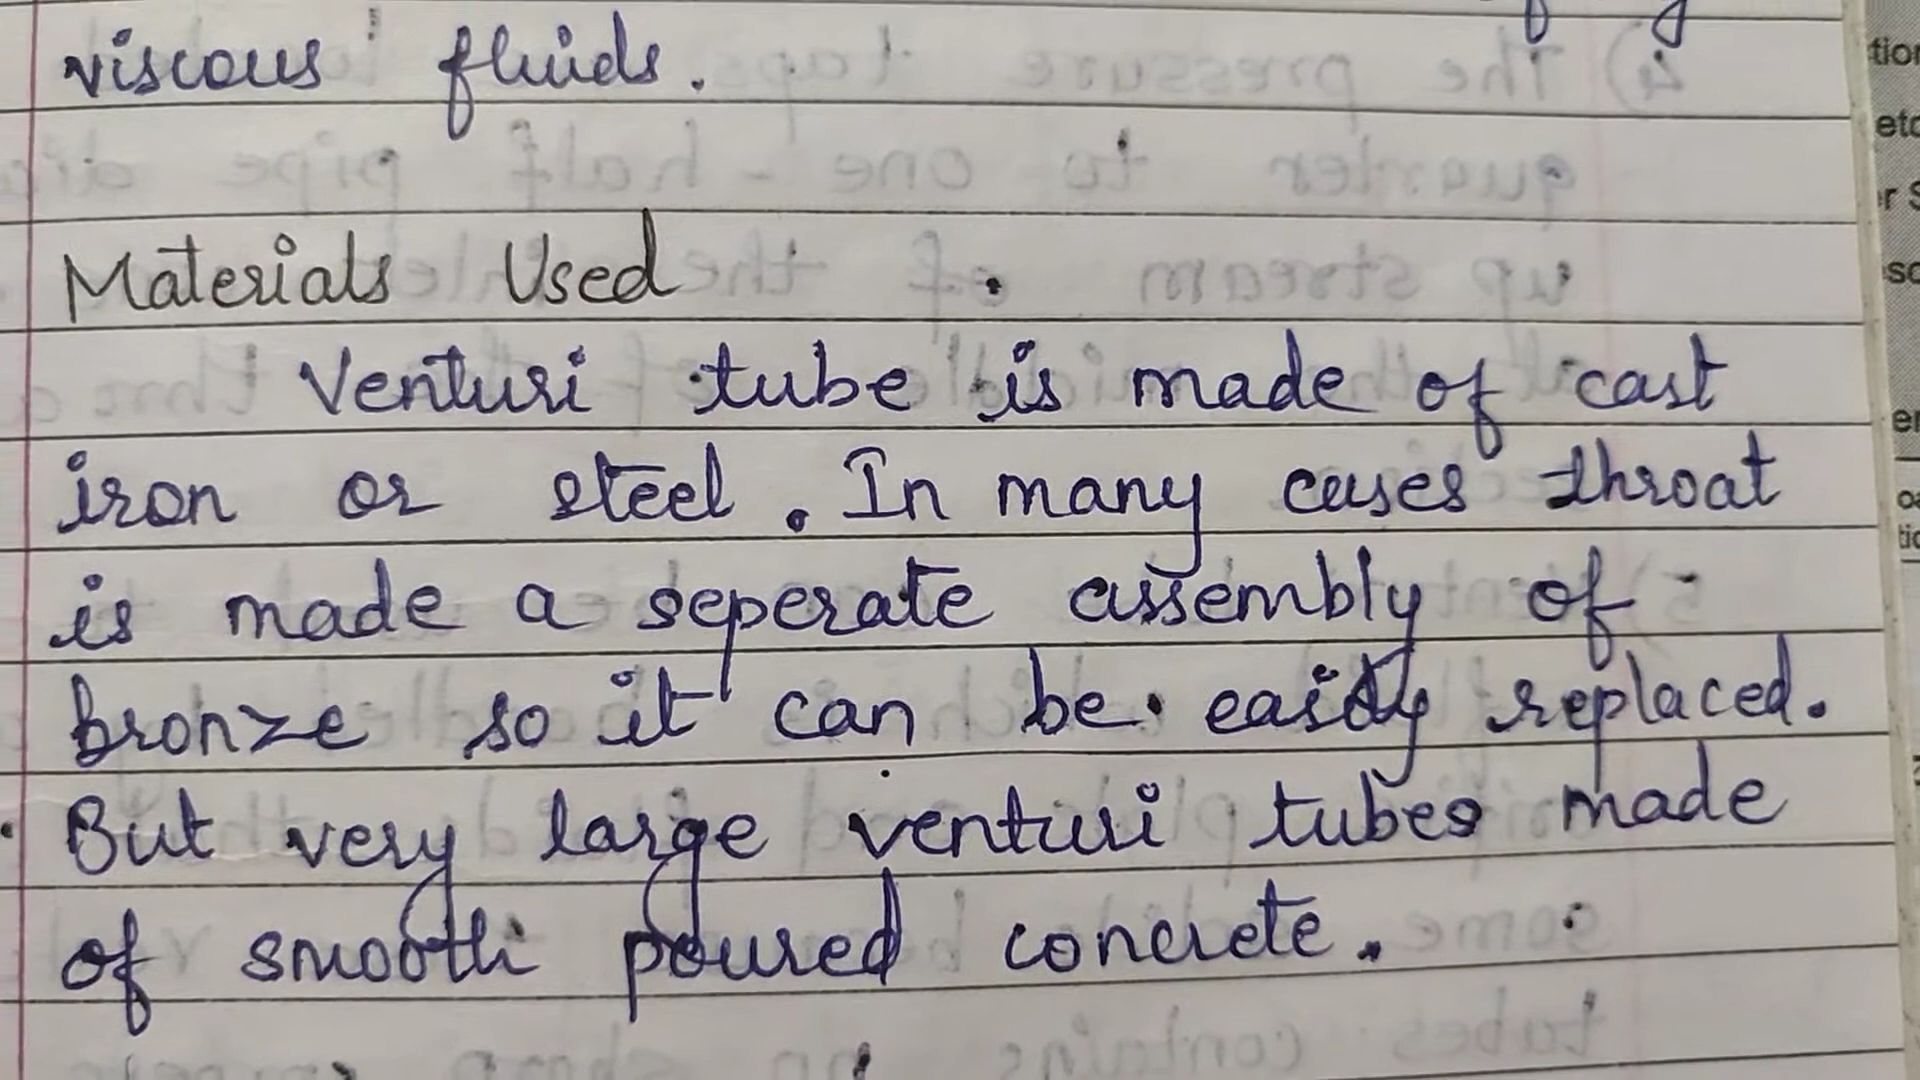 viscous fluids.
Materials Used
Venturi tube is made of cast
iron or steel. In many cases throat
is made a seperate assembly of
bronze so it can be easily replaced.
But very large venturi tubes made
of smooth poured concrete.